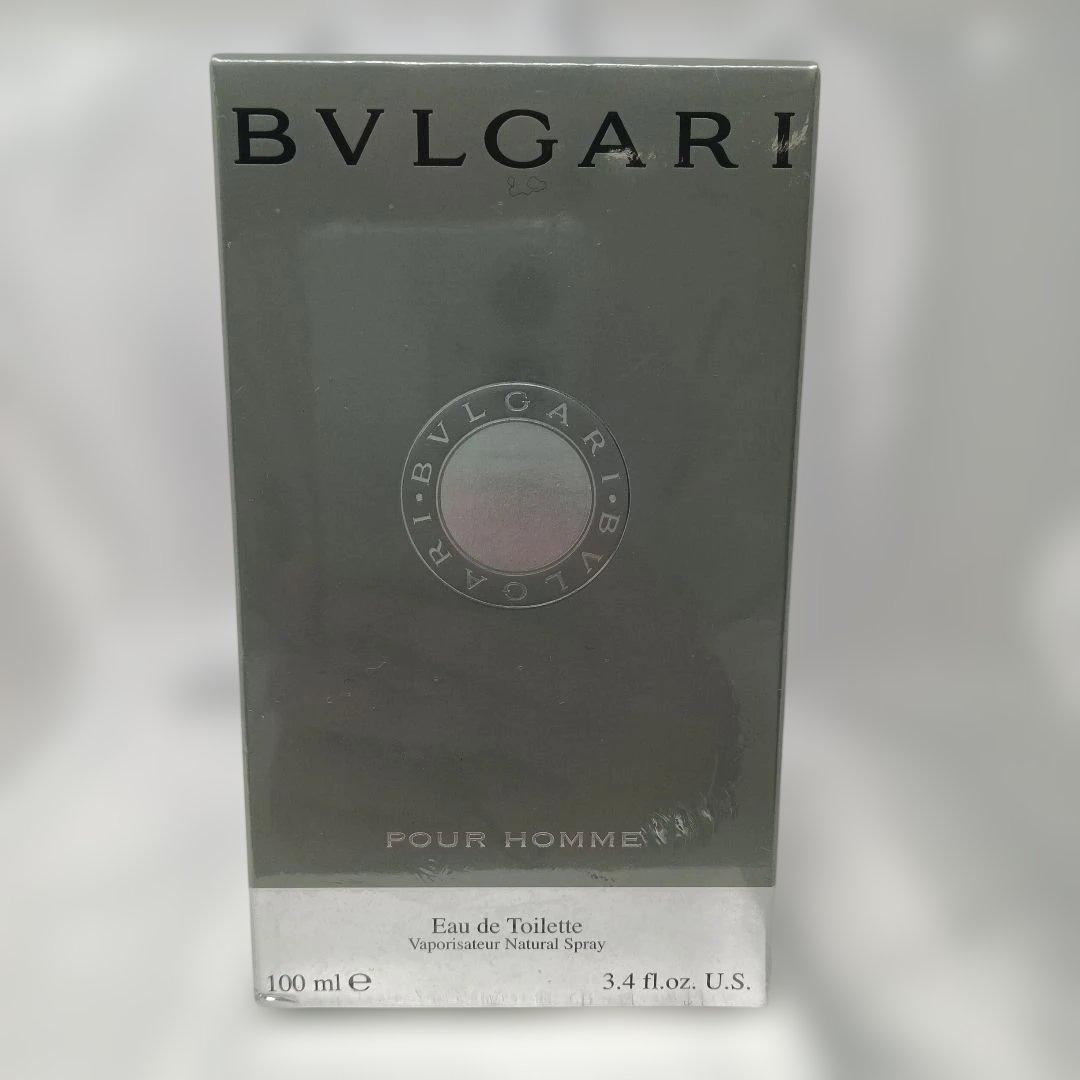 BVLGARI
BVLGARI • BVLGARI •
POUR HOMME
Eau de Toilette
Vaporisateur Natural Spray
100 ml ℮
3.4 fl.oz. U.S.